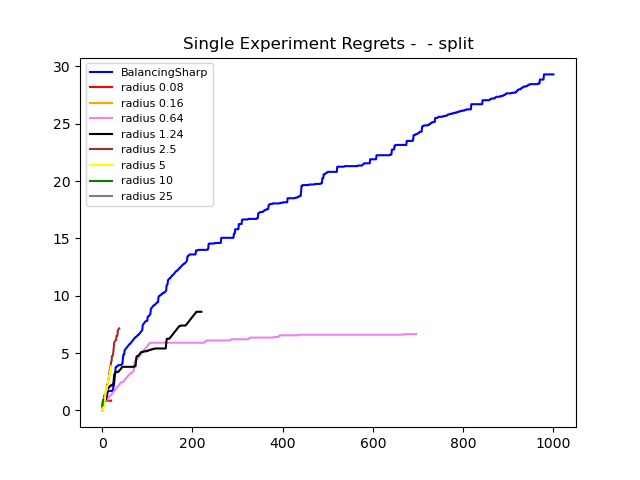 Single Experiment Regrets -  - split
30
25
20
15
10
5
0
BalancingSharp
radius 0.08
radius 0.16
radius 0.64
radius 1.24
radius 2.5
radius 5
radius 10
radius 25
0 200 400 600 800 1000